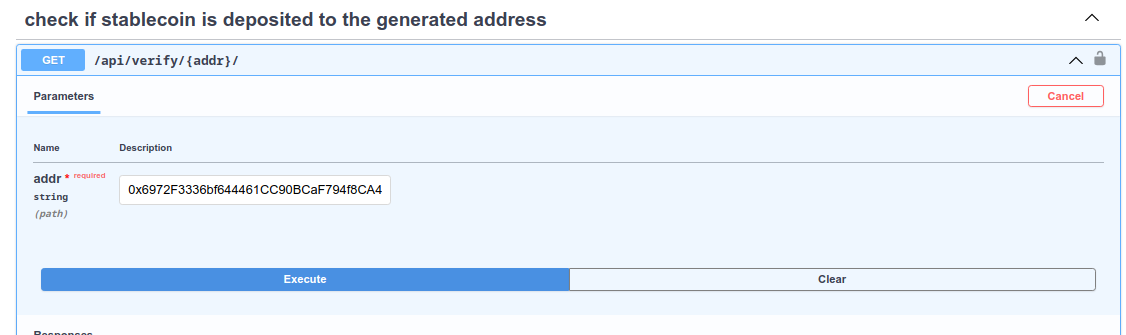 check if stablecoin is deposited to the generated address
GET /api/verify/{addr}/
Parameters
Cancel
Name Description
addr * required
string
(path)
0x6972F3336bf644461CC90BCaF794f8CA4
Execute
Clear
Responses